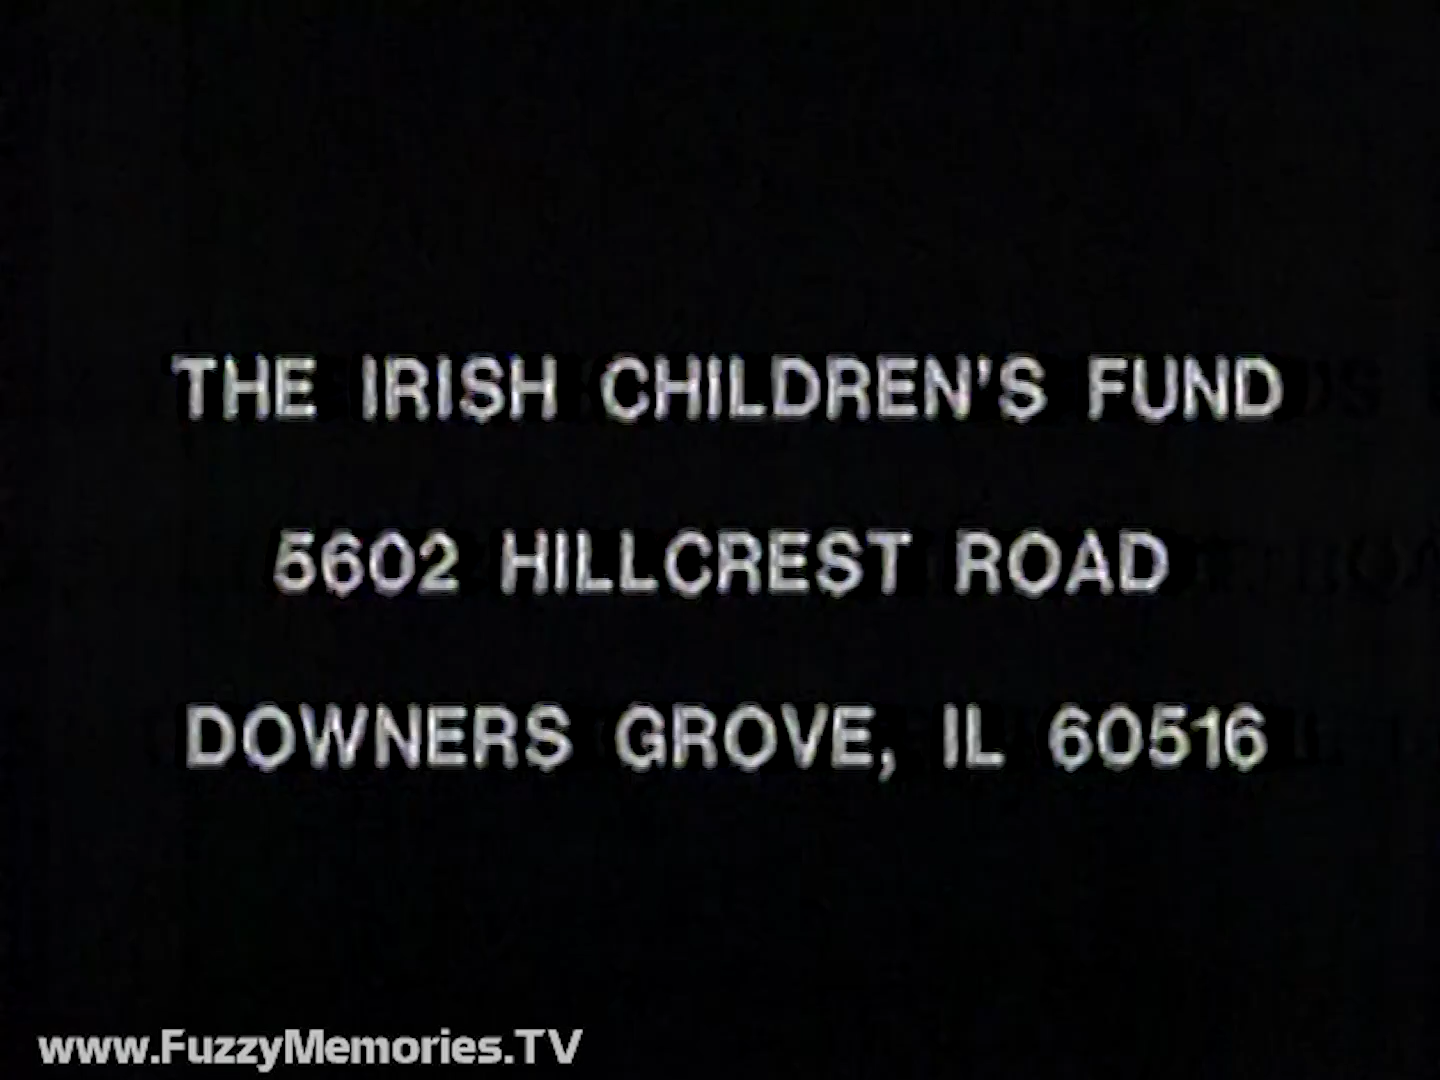 THE IRISH CHILDREN'S FUND
5602 HILLCREST ROAD
DOWNERS GROVE, IL 60516
www.FuzzyMemories.TV